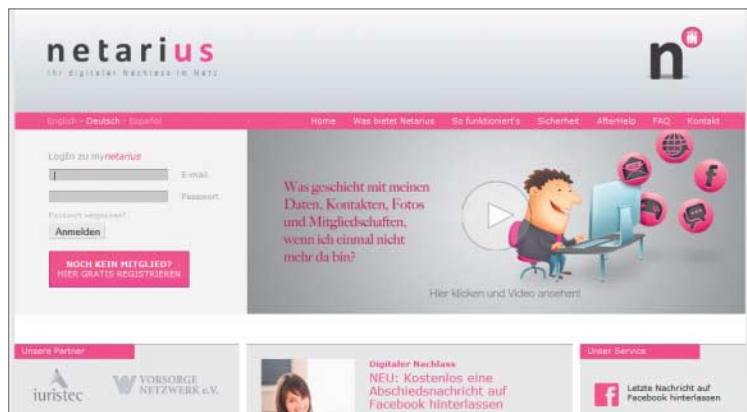 netarius
Ihr digitaler Nachlass im Netz
n
English - Deutsch - Español
Home Was bietet Netarius So funktioniert's Sicherheit AfterHelp FAQ Kontakt
LogIn zu mynetarius
E-mail
Passwort
Passwort vergessen?
Anmelden
NOCH KEIN MITGLIED?
HIER GRATIS REGISTRIEREN
Was geschieht mit meinen
Daten, Kontakten, Fotos
und Mitgliedschaften,
wenn ich einmal nicht
mehr da bin?
Hier klicken und Video ansehen!
Unsere Partner
iuristec
VORSORGE
NETZWERK e.V.
Digitaler Nachlass
NEU: Kostenlos eine
Abschiedsnachricht auf
Facebook hinterlassen
Unser Service
Letzte Nachricht auf
Facebook hinterlassen